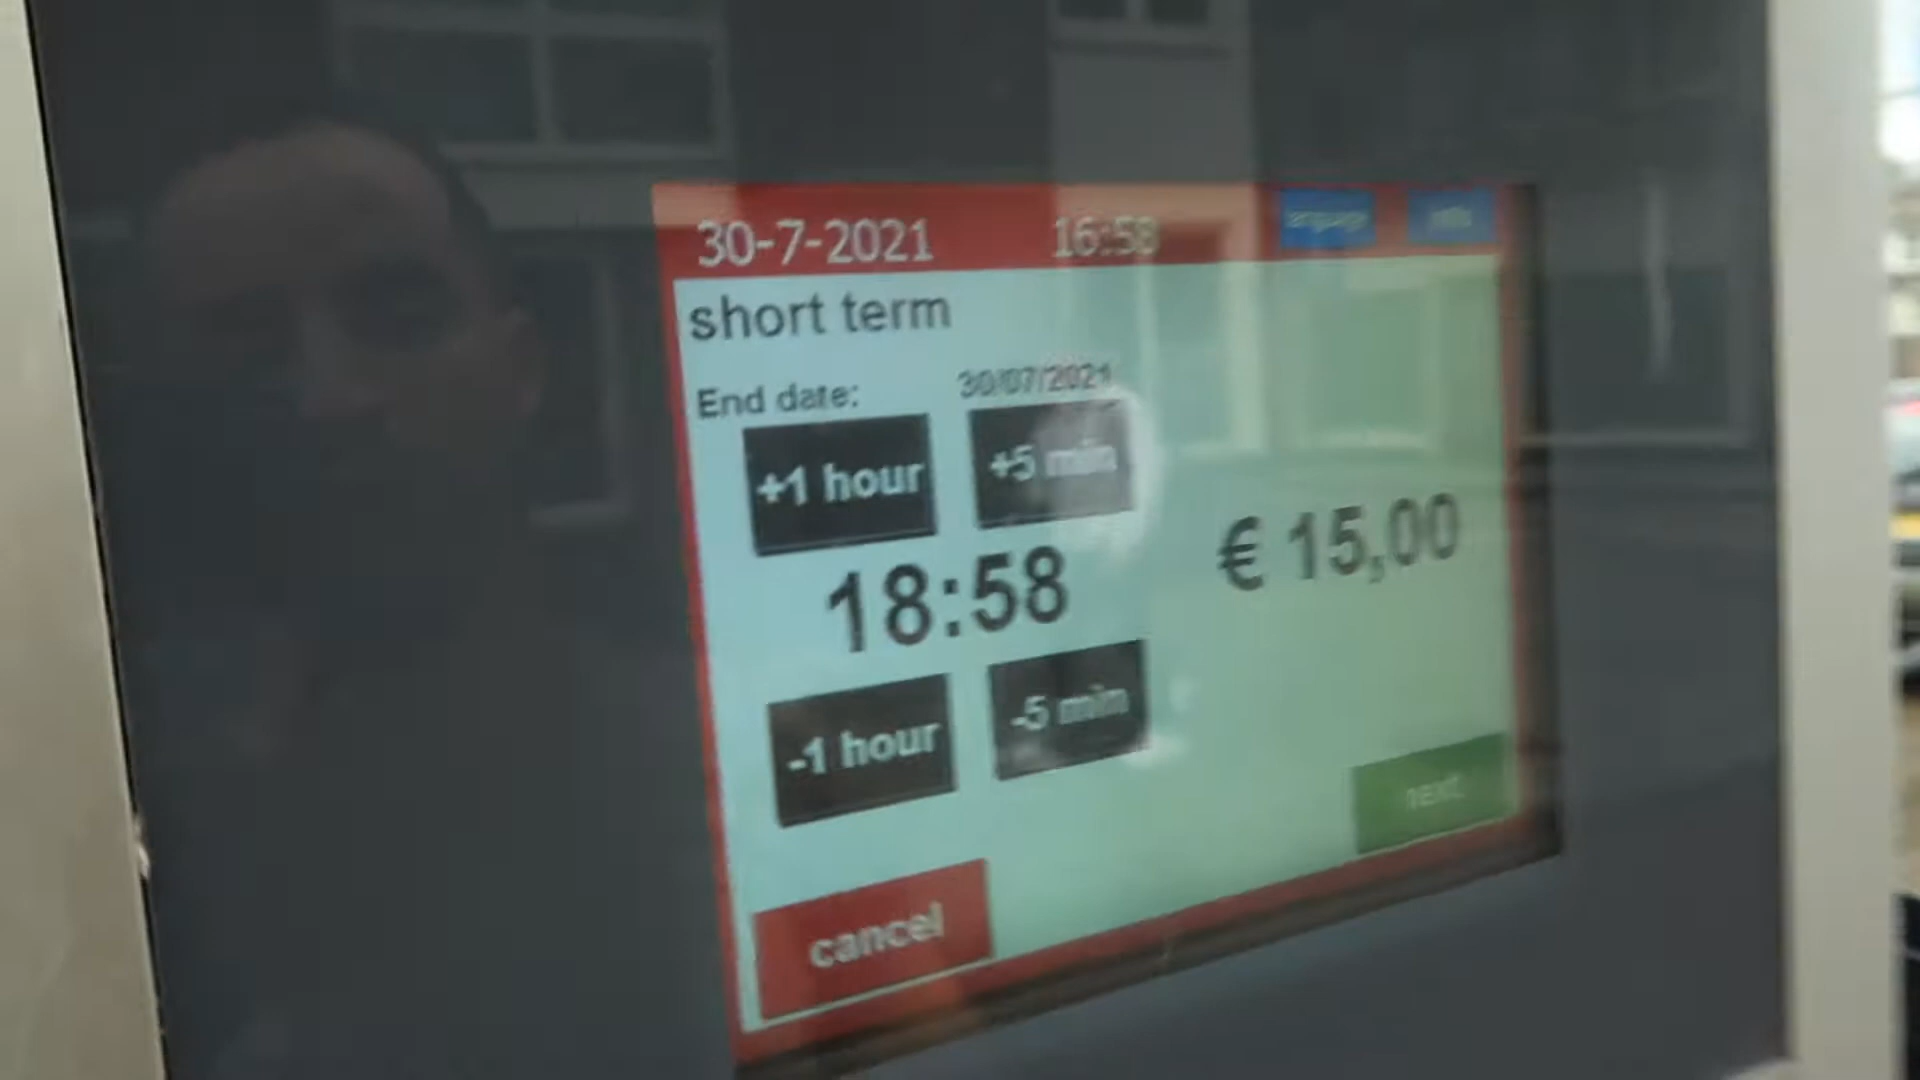 30-7-2021 16:58 language
short term
End date: 30/07/2021
+1 hour +5 min
18:58
€ 15,00
-1 hour -5 min
next
cancel